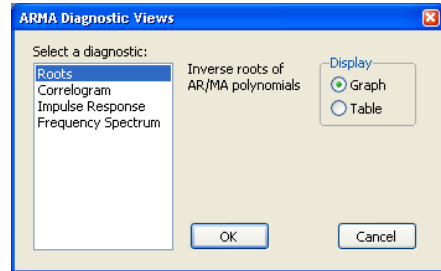 ARMA Diagnostic Views
Select a diagnostic:
Roots
Correlogram
Impulse Response
Frequency Spectrum
Inverse roots of
AR/MA polynomials
Display
Graph
Table
OK
Cancel